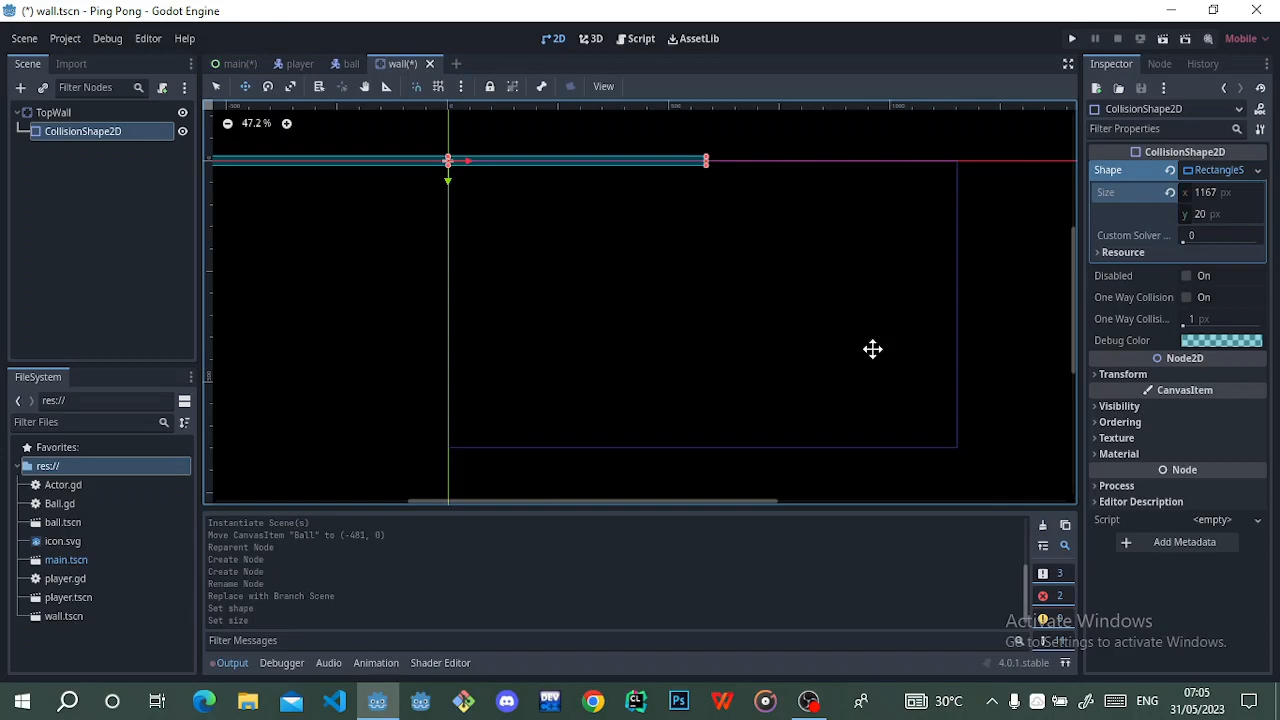 (*) wall.tscn - Ping Pong - Godot Engine
Scene Project Debug Editor Help
2D 3D Script AssetLib
Mobile
Scene Import
main(*) player ball wall(*)
Inspector Node History
Filter Nodes
View
TopWall
CollisionShape2D
47.2 %
-500 0 500 1000
0
500
CollisionShape2D
Filter Properties
CollisionShape2D
Shape RectangleS
Size x 1167 px
y 20 px
Custom Solver ... 0
Resource
Disabled On
One Way Collision On
One Way Collisi... 1 px
Debug Color
Node2D
Transform
CanvasItem
Visibility
Ordering
Texture
Material
Node
Process
Editor Description
Script <empty>
Add Metadata
FileSystem
res://
Filter Files
Favorites:
res://
Actor.gd
Ball.gd
ball.tscn
icon.svg
main.tscn
player.gd
player.tscn
wall.tscn
Instantiate Scene(s)
Move CanvasItem "Ball" to (-481, 0)
Reparent Node
Create Node
Create Node
Rename Node
Replace with Branch Scene
Set shape
Set size
3
2
Filter Messages
Output Debugger Audio Animation Shader Editor
4.0.1.stable
Activate Windows
Go to Settings to activate Windows.
30°C
ENG
07:05
31/05/2023